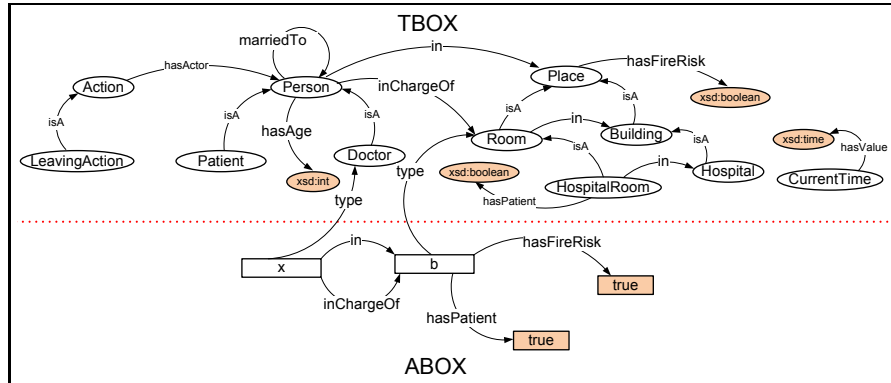 TBOX
marriedTo
in
hasFireRisk
Place
hasActor
Action
Person
inChargeOf
xsd:boolean
isA
isA
isA
isA
isA
hasAge
in
Room
Building
xsd:time
isA
isA
hasValue
LeavingAction
Patient
Doctor
xsd:int
type
xsd:boolean
in
Hospital
HospitalRoom
CurrentTime
hasPatient
type
in
hasFireRisk
x
b
true
inChargeOf
hasPatient
true
ABOX